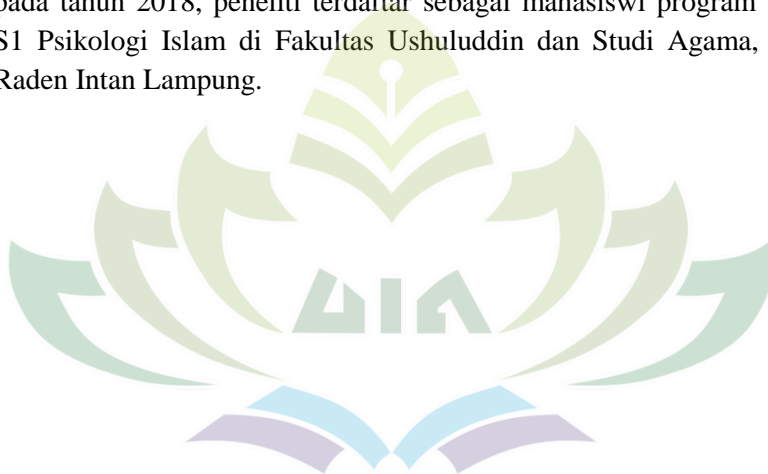 pada tahun 2018, peneliti terdaftar sebagai mahasiswi program
S1 Psikologi Islam di Fakultas Ushuluddin dan Studi Agama,
Raden Intan Lampung.
UIN